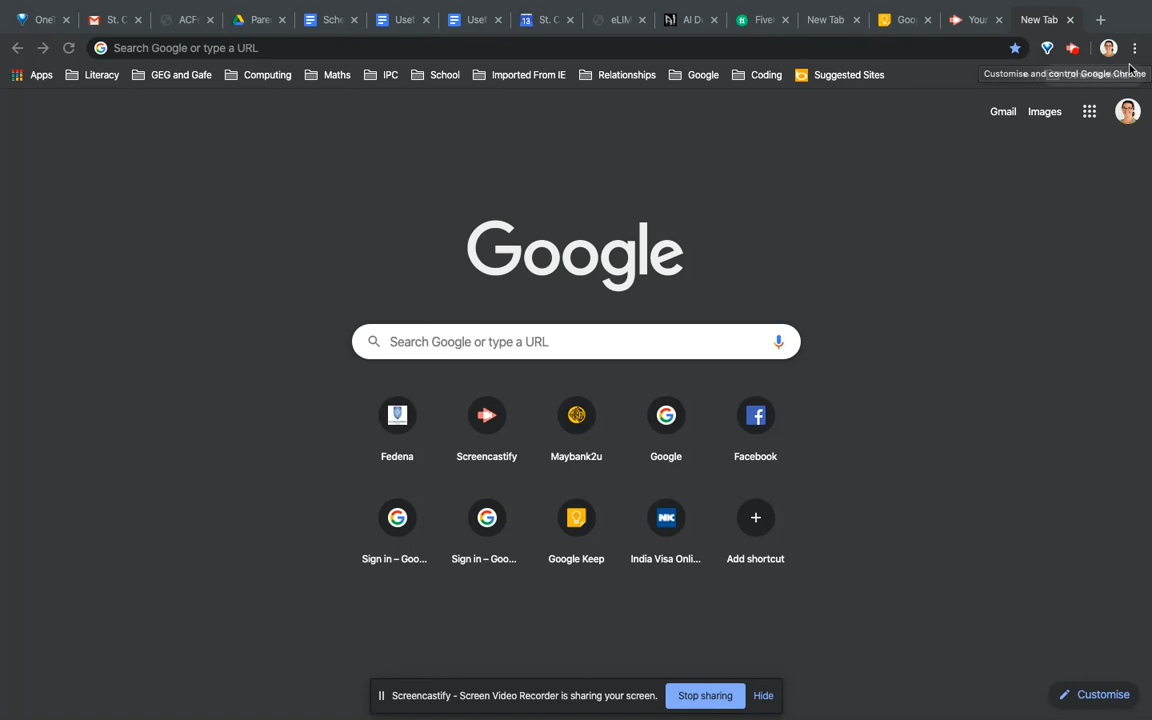 OneT St. C ACFr Pare Sche Usef Usef St. C eLIM AI Du Fiver New Tab Goo Your New Tab
Search Google or type a URL
Apps Literacy GEG and Gafe Computing Maths IPC School Imported From IE Relationships Google Coding Suggested Sites
Customise and control Google Chrome
Gmail Images
Google
Search Google or type a URL
Fedena Screencastify Maybank2u Google Facebook
Sign in – Goo... Sign in – Goo... Google Keep India Visa Onli... Add shortcut
Screencastify - Screen Video Recorder is sharing your screen. Stop sharing Hide
Customise